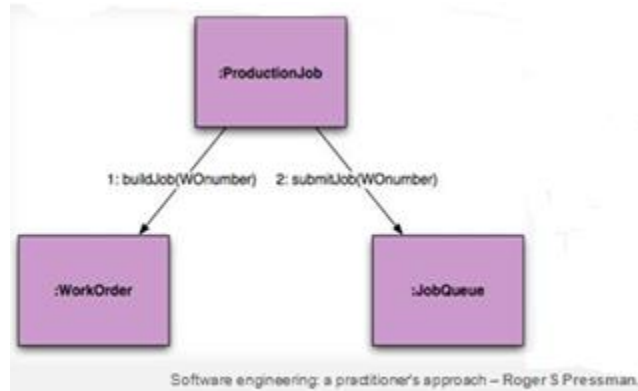 :ProductionJob
1: buildJob(WOnumber) 2: submitJob(WOnumber)
:WorkOrder
:JobQueue
Software engineering: a practitioner's approach – Roger S Pressman.